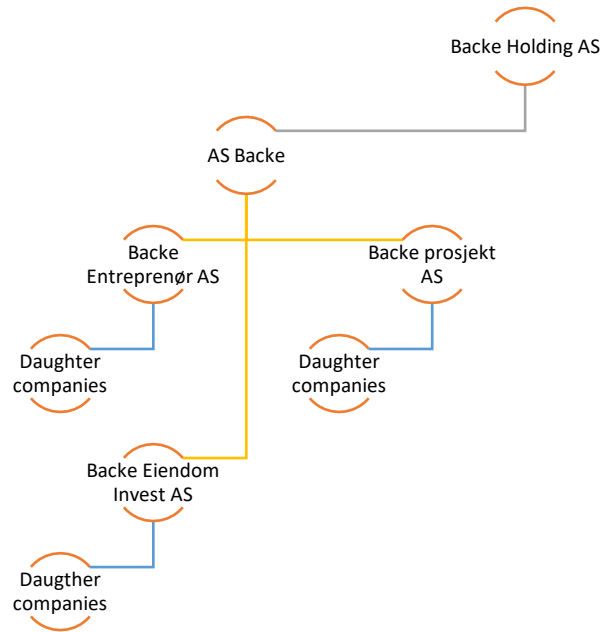 Backe Holding AS
AS Backe
Backe
Entreprenør AS
Backe prosjekt
AS
Daughter
companies
Daughter
companies
Backe Eiendom
Invest AS
Daugther
companies